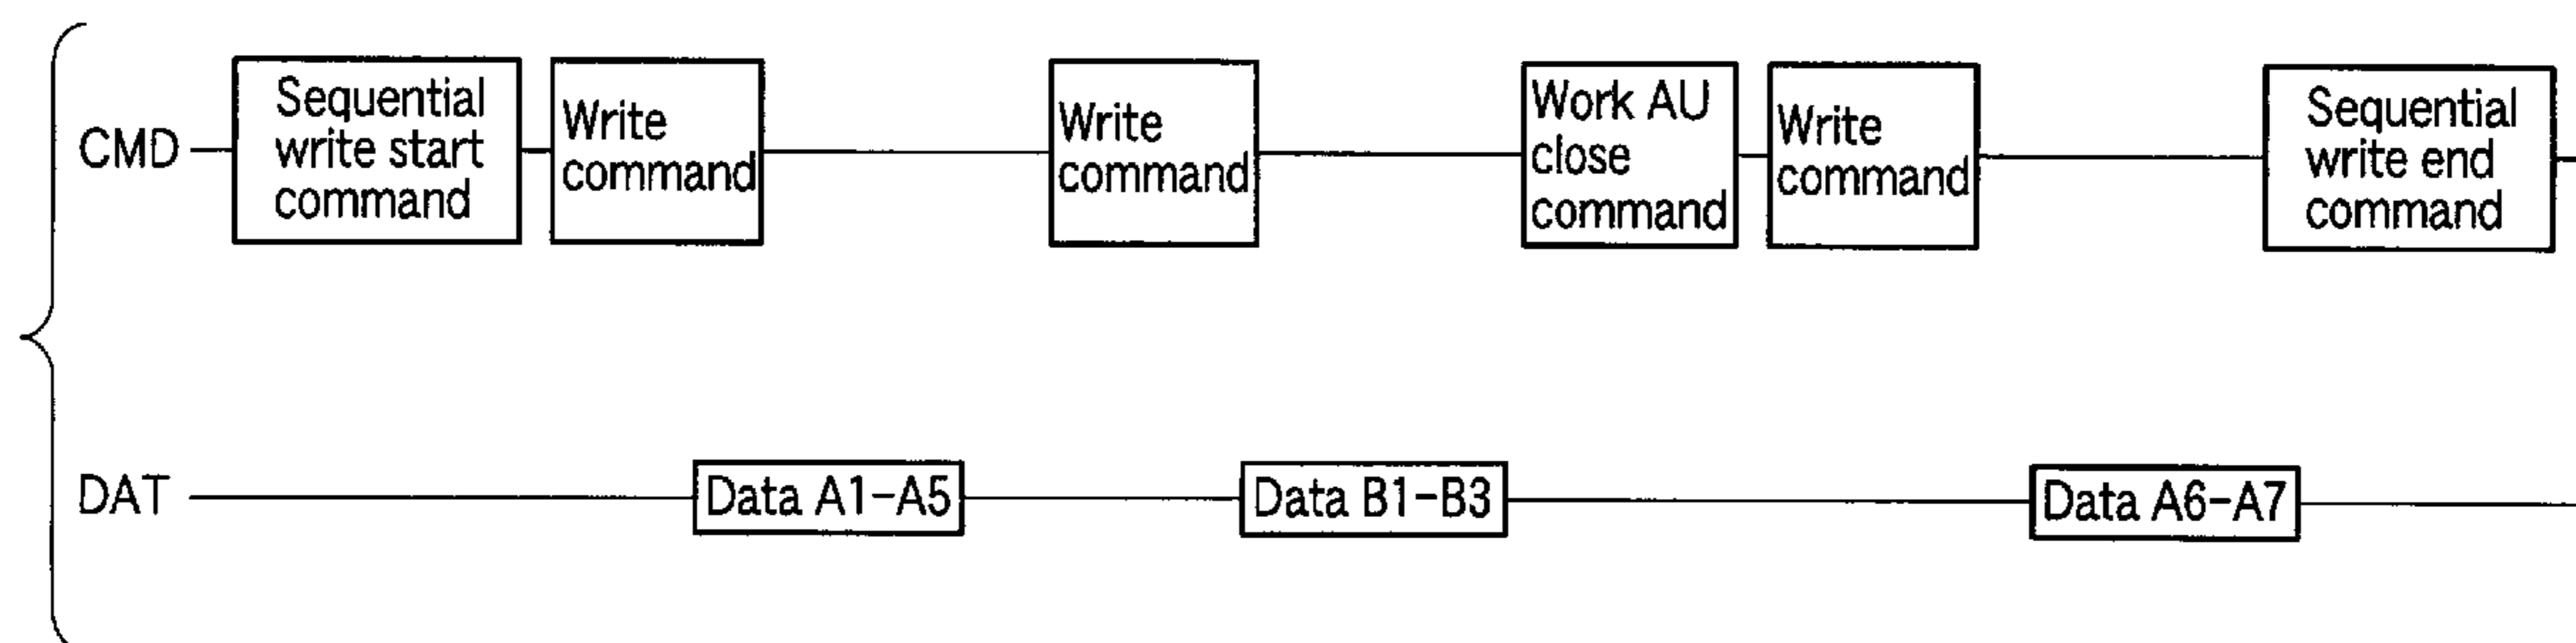 CMD
Sequential
write start
command
Write
command
Write
command
Work AU
close
command
Write
command
Sequential
write end
command
DAT
Data A1-A5
Data B1-B3
Data A6-A7